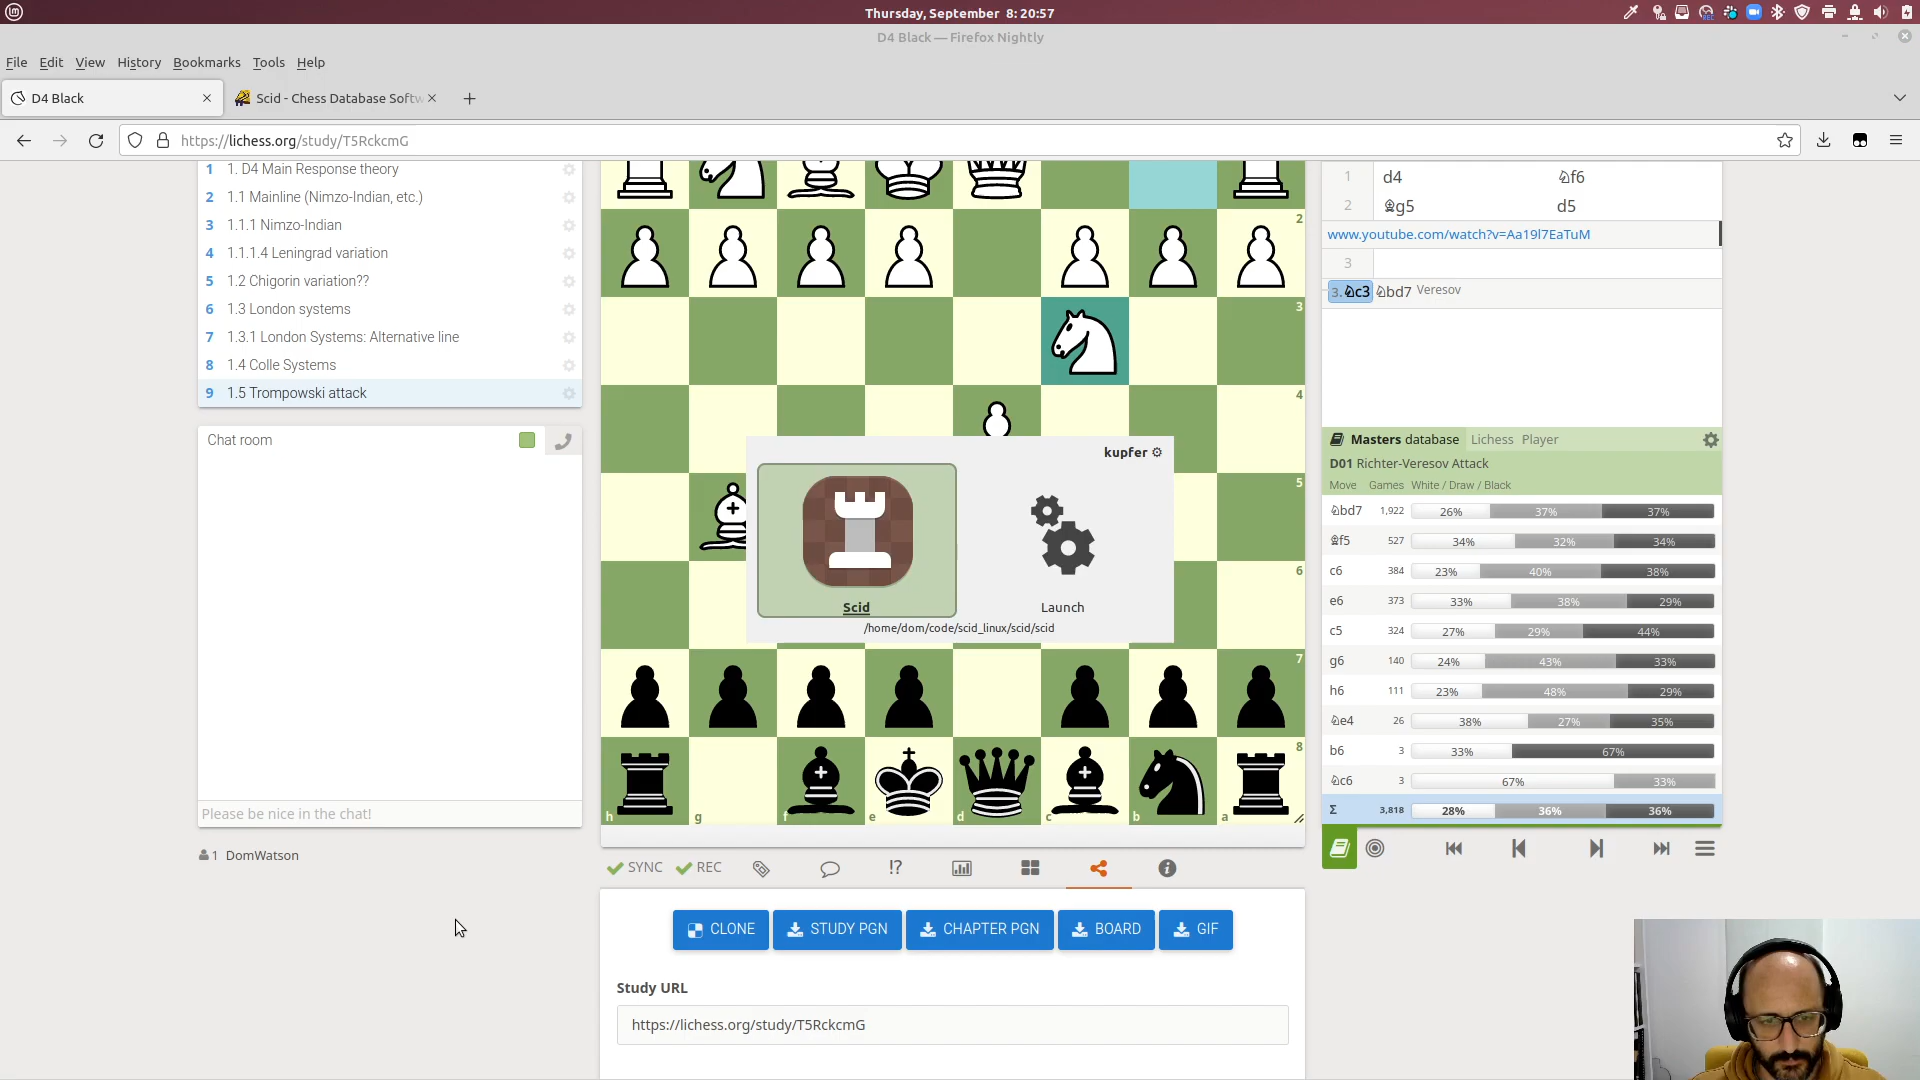 Thursday, September 8: 20:57
D4 Black — Firefox Nightly
File Edit View History Bookmarks Tools Help
D4 Black
Scid - Chess Database Softw
https://lichess.org/study/T5RckcmG
1 1. D4 Main Response theory
2 1.1 Mainline (Nimzo-Indian, etc.)
3 1.1.1 Nimzo-Indian
4 1.1.1.4 Leningrad variation
5 1.2 Chigorin variation??
6 1.3 London systems
7 1.3.1 London Systems: Alternative line
8 1.4 Colle Systems
9 1.5 Trompowski attack
Chat room
Please be nice in the chat!
1 DomWatson
2
3
4
5
6
7
8
h g f e d c b a
kupfer
Scid
Launch
/home/dom/code/scid_linux/scid/scid
SYNC REC !?
CLONE STUDY PGN CHAPTER PGN BOARD GIF
Study URL
https://lichess.org/study/T5RckcmG
1 d4 ♘f6
2 ♗g5 d5
www.youtube.com/watch?v=Aa19l7EaTuM
3
3. ♘c3 ♘bd7 Veresov
Masters database Lichess Player
D01 Richter-Veresov Attack
Move Games White / Draw / Black
♘bd7 1,922 26% 37% 37%
♗f5 527 34% 32% 34%
c6 384 23% 40% 38%
e6 373 33% 38% 29%
c5 324 27% 29% 44%
g6 140 24% 43% 33%
h6 111 23% 48% 29%
♘e4 26 38% 27% 35%
b6 3 33% 67%
♘c6 3 67% 33%
Σ 3,818 28% 36% 36%